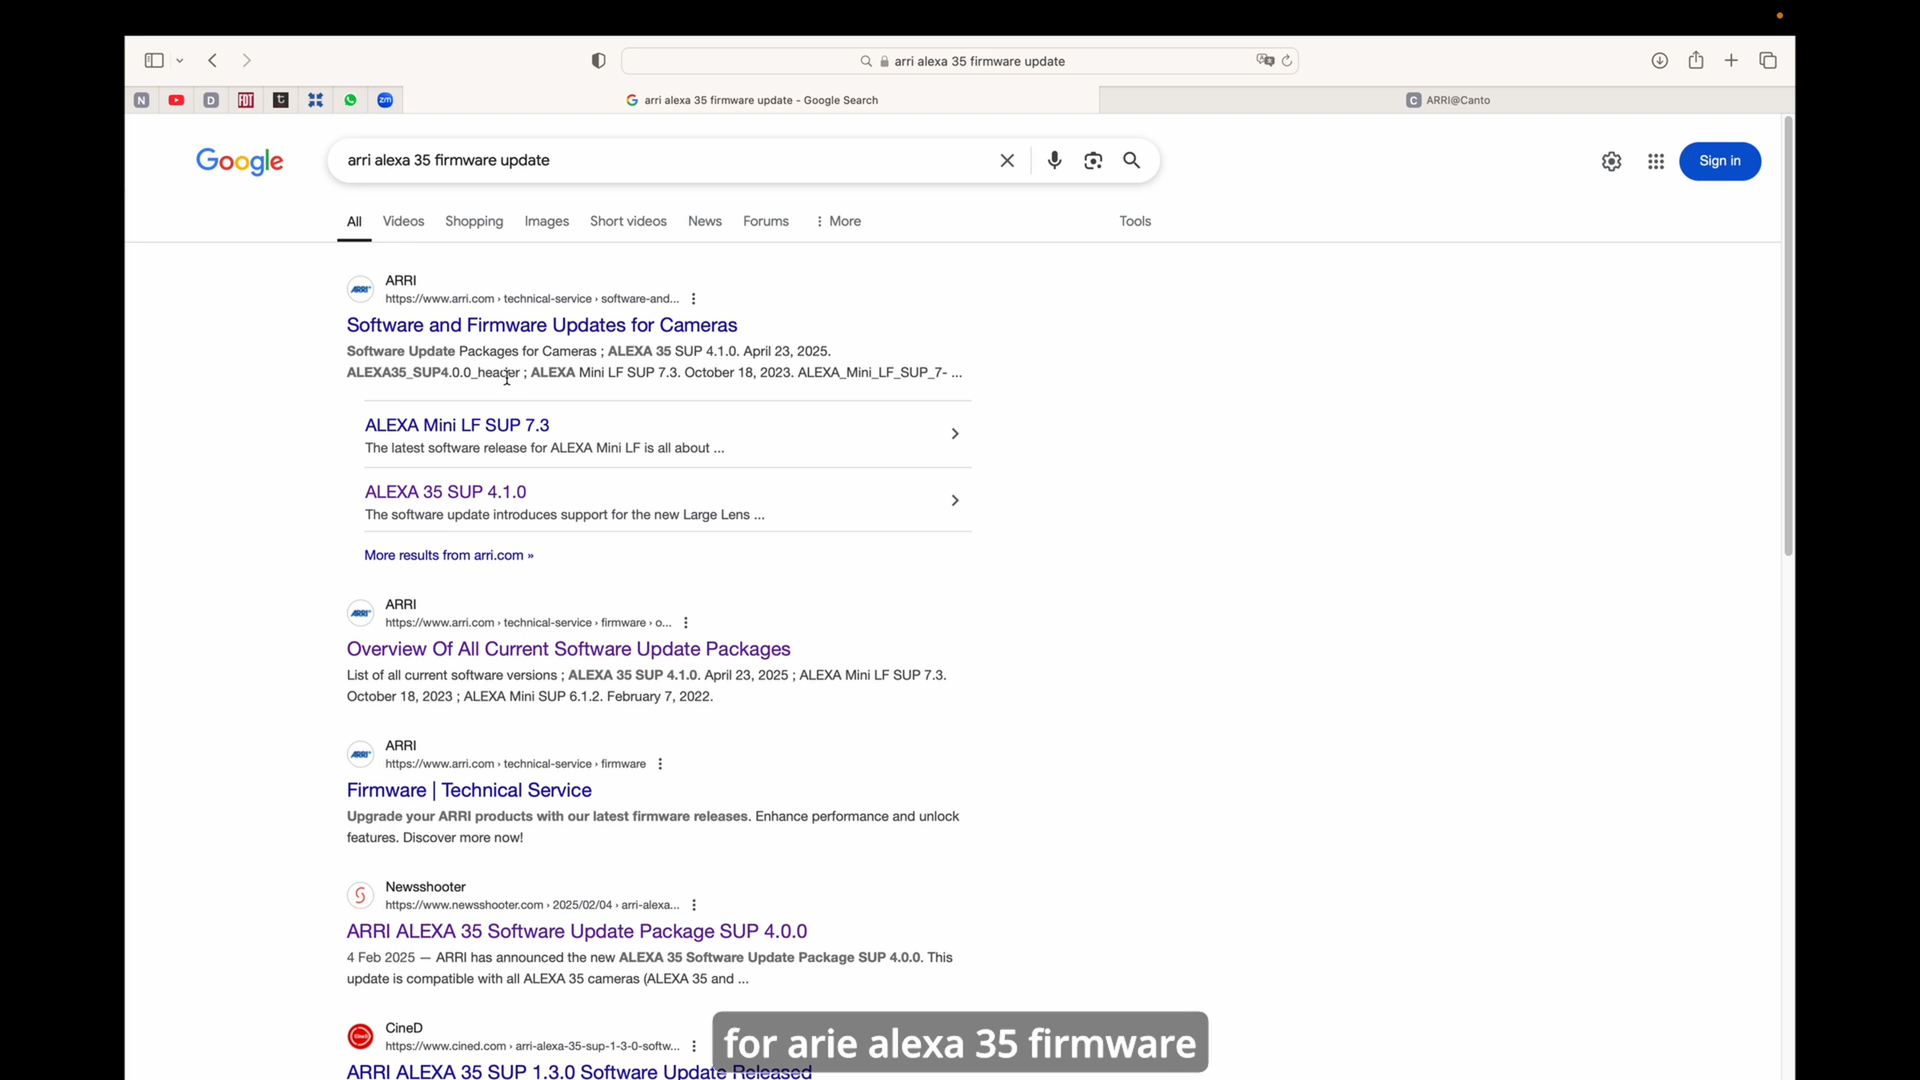 arri alexa 35 firmware update
N
D
FDT
t
zm
arri alexa 35 firmware update - Google Search
C ARRI@Canto
Google
arri alexa 35 firmware update
Sign in
All
Videos
Shopping
Images
Short videos
News
Forums
More
Tools
ARRI
https://www.arri.com › technical-service › software-and...
Software and Firmware Updates for Cameras
Software Update Packages for Cameras ; ALEXA 35 SUP 4.1.0. April 23, 2025.
ALEXA35_SUP4.0.0_header ; ALEXA Mini LF SUP 7.3. October 18, 2023. ALEXA_Mini_LF_SUP_7- ...
ALEXA Mini LF SUP 7.3
The latest software release for ALEXA Mini LF is all about ...
ALEXA 35 SUP 4.1.0
The software update introduces support for the new Large Lens ...
More results from arri.com »
ARRI
https://www.arri.com › technical-service › firmware › o...
Overview Of All Current Software Update Packages
List of all current software versions ; ALEXA 35 SUP 4.1.0. April 23, 2025 ; ALEXA Mini LF SUP 7.3.
October 18, 2023 ; ALEXA Mini SUP 6.1.2. February 7, 2022.
ARRI
https://www.arri.com › technical-service › firmware
Firmware | Technical Service
Upgrade your ARRI products with our latest firmware releases. Enhance performance and unlock
features. Discover more now!
Newsshooter
https://www.newsshooter.com › 2025/02/04 › arri-alexa...
ARRI ALEXA 35 Software Update Package SUP 4.0.0
4 Feb 2025 — ARRI has announced the new ALEXA 35 Software Update Package SUP 4.0.0. This
update is compatible with all ALEXA 35 cameras (ALEXA 35 and ...
CineD
https://www.cined.com › arri-alexa-35-sup-1-3-0-softw...
ARRI ALEXA 35 SUP 1.3.0 Software Update Released
for arie alexa 35 firmware